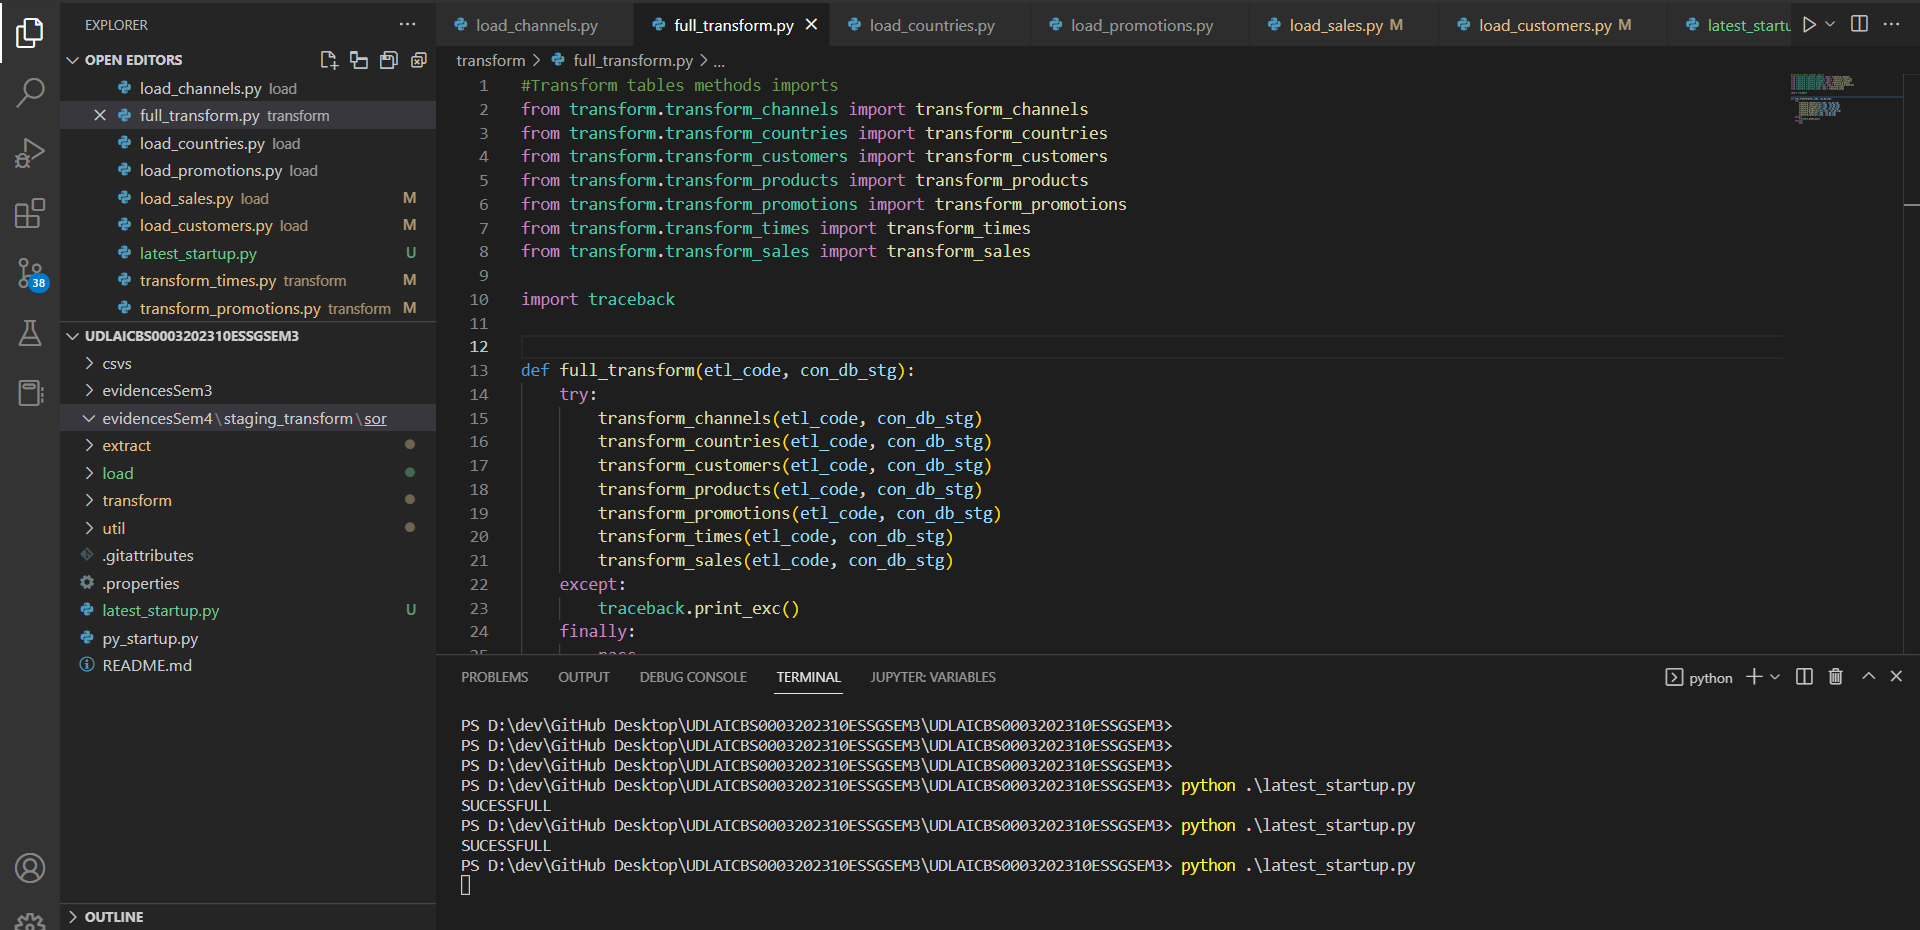 EXPLORER
OPEN EDITORS
load_channels.py load
full_transform.py transform
load_countries.py load
load_promotions.py load
load_sales.py load M
load_customers.py load M
latest_startup.py U
transform_times.py transform M
transform_promotions.py transform M
UDLAICBS0003202310ESSGSEM3
csvs
evidencesSem3
evidencesSem4\staging_transform\sor
extract
load
transform
util
.gitattributes
.properties
latest_startup.py U
py_startup.py
README.md
38
OUTLINE
load_channels.py full_transform.py load_countries.py load_promotions.py load_sales.py M load_customers.py M latest_startu
transform > full_transform.py > ...
1 #Transform tables methods imports
2 from transform.transform_channels import transform_channels
3 from transform.transform_countries import transform_countries
4 from transform.transform_customers import transform_customers
5 from transform.transform_products import transform_products
6 from transform.transform_promotions import transform_promotions
7 from transform.transform_times import transform_times
8 from transform.transform_sales import transform_sales
9
10 import traceback
11
12
13 def full_transform(etl_code, con_db_stg):
14 try:
15 transform_channels(etl_code, con_db_stg)
16 transform_countries(etl_code, con_db_stg)
17 transform_customers(etl_code, con_db_stg)
18 transform_products(etl_code, con_db_stg)
19 transform_promotions(etl_code, con_db_stg)
20 transform_times(etl_code, con_db_stg)
21 transform_sales(etl_code, con_db_stg)
22 except:
23 traceback.print_exc()
24 finally:
25 pass
PROBLEMS OUTPUT DEBUG CONSOLE TERMINAL JUPYTER: VARIABLES python
PS D:\dev\GitHub Desktop\UDLAICBS0003202310ESSGSEM3\UDLAICBS0003202310ESSGSEM3>
PS D:\dev\GitHub Desktop\UDLAICBS0003202310ESSGSEM3\UDLAICBS0003202310ESSGSEM3>
PS D:\dev\GitHub Desktop\UDLAICBS0003202310ESSGSEM3\UDLAICBS0003202310ESSGSEM3>
PS D:\dev\GitHub Desktop\UDLAICBS0003202310ESSGSEM3\UDLAICBS0003202310ESSGSEM3> python .\latest_startup.py
SUCESSFULL
PS D:\dev\GitHub Desktop\UDLAICBS0003202310ESSGSEM3\UDLAICBS0003202310ESSGSEM3> python .\latest_startup.py
SUCESSFULL
PS D:\dev\GitHub Desktop\UDLAICBS0003202310ESSGSEM3\UDLAICBS0003202310ESSGSEM3> python .\latest_startup.py